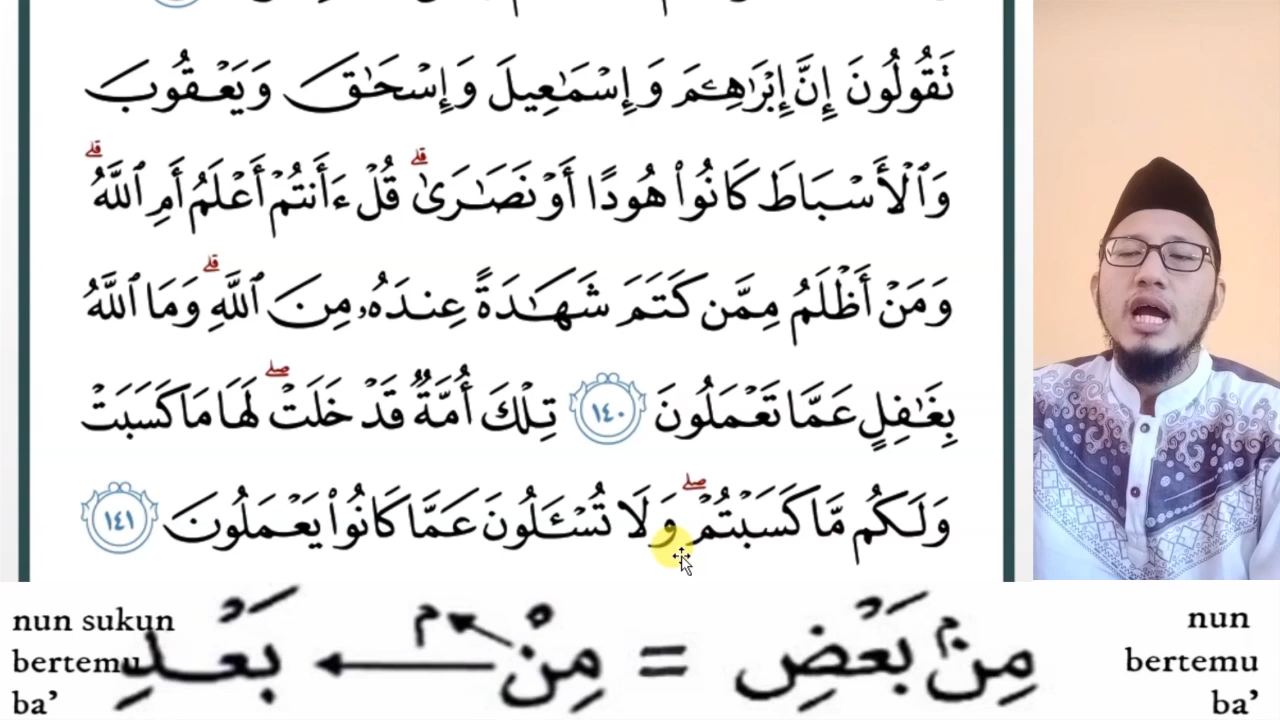 تَقُولُونَ إِنَّ إِبْرَٰهِـۧمَ وَإِسْمَٰعِيلَ وَإِسْحَٰقَ وَيَعْقُوبَ
وَٱلْأَسْبَاطَ كَانُوا۟ هُودًا أَوْ نَصَٰرَىٰ ۗ قُلْ ءَأَنتُمْ أَعْلَمُ أَمِ ٱللَّهُ ۗ
وَمَنْ أَظْلَمُ مِمَّن كَتَمَ شَهَٰدَةً عِندَهُۥ مِنَ ٱللَّهِ ۗ وَمَا ٱللَّهُ
بِغَٰفِلٍ عَمَّا تَعْمَلُونَ ١٤٠ تِلْكَ أُمَّةٌ قَدْ خَلَتْ ۖ لَهَا مَا كَسَبَتْ
وَلَكُم مَّا كَسَبْتُمْ ۖ وَلَا تُسْـَٔلُونَ عَمَّا كَانُوا۟ يَعْمَلُونَ ١٤١
nun sukun
bertemu
ba’
مِنْۢ بَعْضِ = مِنْ م بَعْدِ
nun
bertemu
ba’